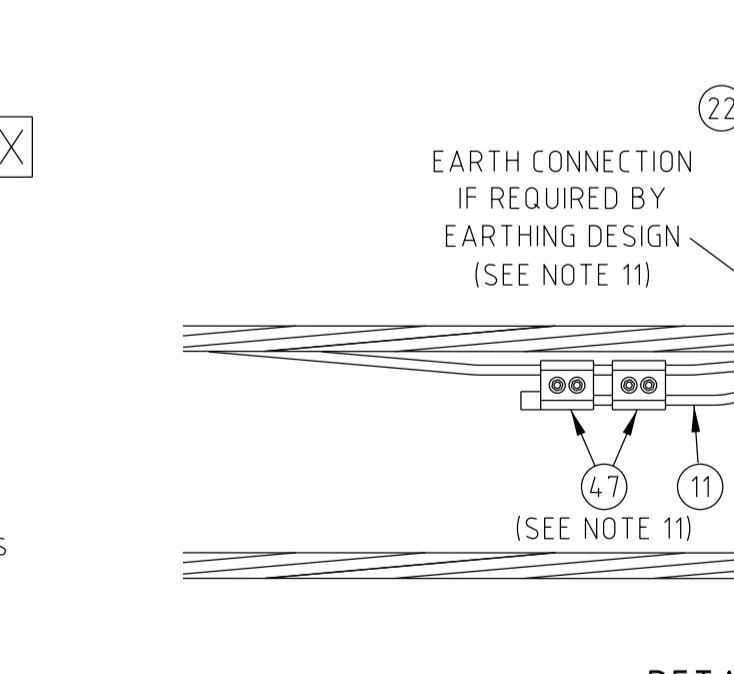 X
22
EARTH CONNECTION
IF REQUIRED BY
EARTHING DESIGN
(SEE NOTE 11)
47
11
(SEE NOTE 11)
S